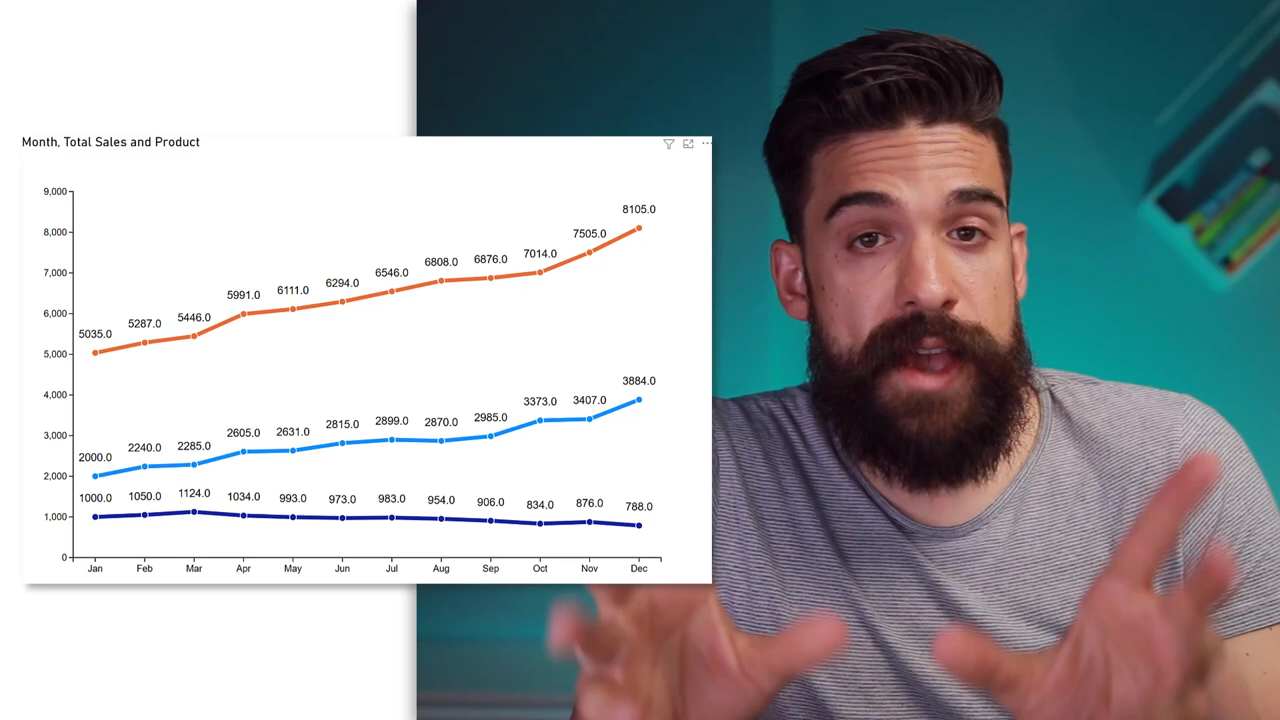 Month, Total Sales and Product
9,000
8,000
7,000
6,000
5,000
4,000
3,000
2,000
1,000
0
5035.0 5287.0 5446.0 5991.0 6111.0 6294.0 6546.0 6808.0 6876.0 7014.0 7505.0 8105.0
2000.0 2240.0 2285.0 2605.0 2631.0 2815.0 2899.0 2870.0 2985.0 3373.0 3407.0 3884.0
1000.0 1050.0 1124.0 1034.0 993.0 973.0 983.0 954.0 906.0 834.0 876.0 788.0
Jan Feb Mar Apr May Jun Jul Aug Sep Oct Nov Dec